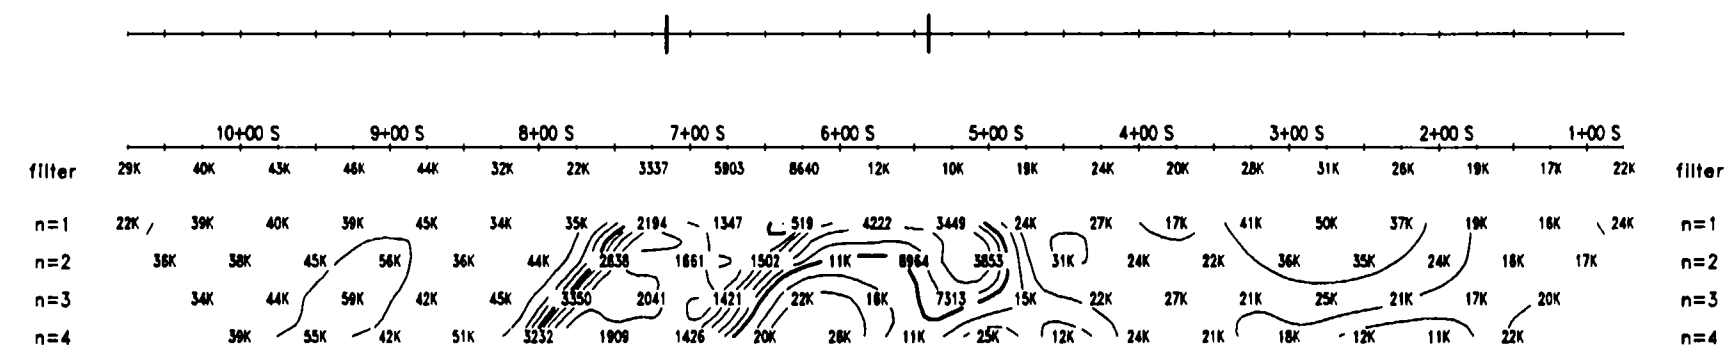 10+00 S 9+00 S 8+00 S 7+00 S 6+00 S 5+00 S 4+00 S 3+00 S 2+00 S 1+00 S
filter 29K 40K 43K 46K 44K 32K 22K 3337 5903 8640 12K 10K 19K 24K 20K 28K 31K 26K 19K 17K 22K filter
n=1 22K 39K 40K 39K 45K 34K 35K 2194 1347 519 4222 3449 24K 27K 17K 41K 50K 37K 19K 16K 24K n=1
n=2 36K 38K 45K 56K 36K 44K 2838 1661 1502 11K 8964 3853 31K 24K 22K 36K 35K 24K 18K 17K n=2
n=3 34K 44K 59K 42K 45K 3350 2041 1421 22K 16K 7313 15K 22K 27K 21K 25K 21K 17K 20K n=3
n=4 39K 55K 42K 51K 3232 1909 1426 20K 26K 11K 25K 12K 24K 21K 18K 12K 11K 22K n=4